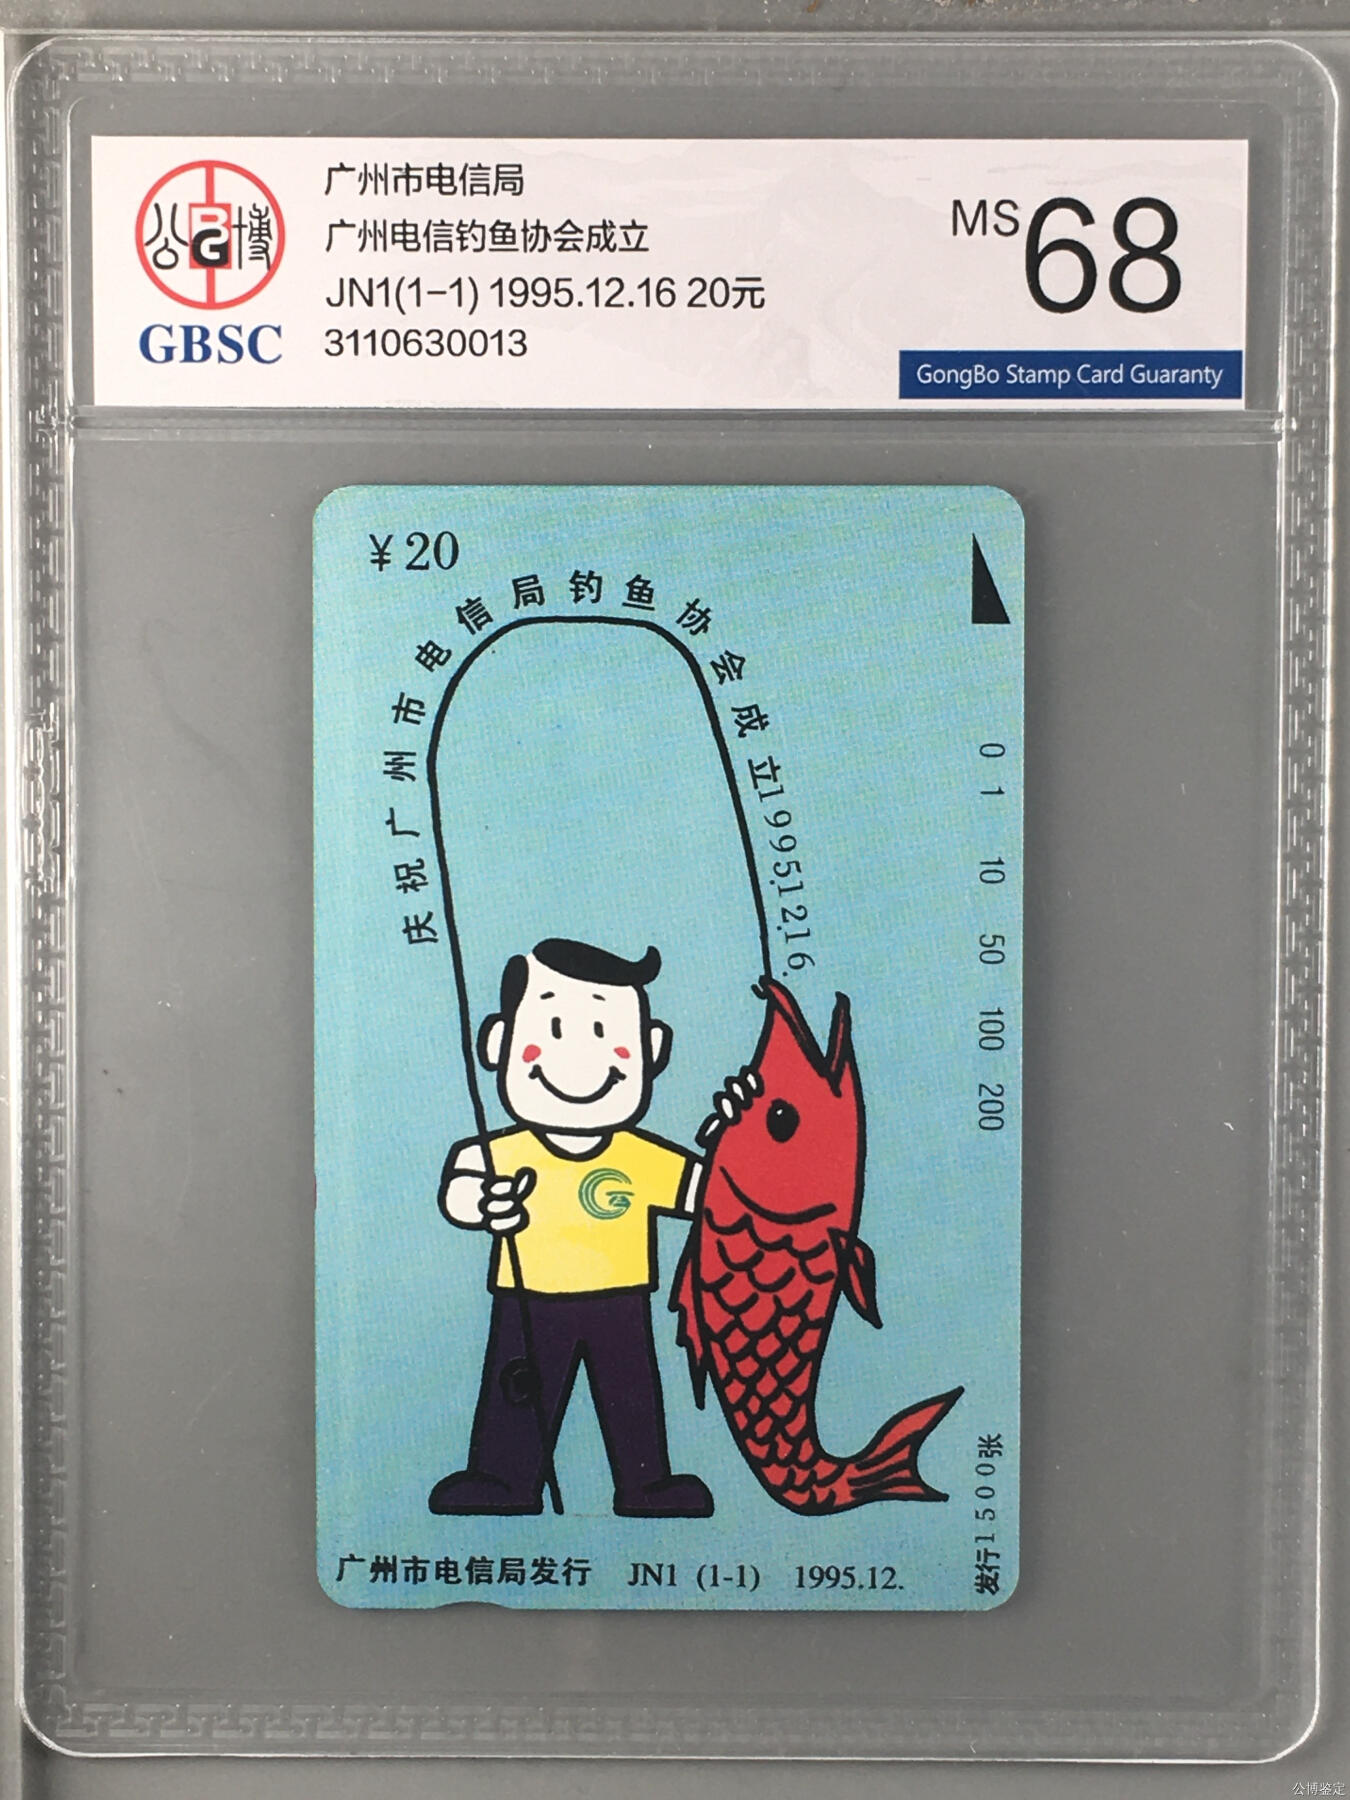 公 博
BG
GBSC
广州市电信局
广州电信钓鱼协会成立
JN1(1-1) 1995.12.16 20元
3110630013
MS 68
GongBo Stamp Card Guaranty
¥20
庆祝广州市电信局钓鱼协会成立1995.12.16.
0 1 10 50 100 200
发行1500张
广州市电信局发行 JN1 (1-1) 1995.12.
公博鉴定